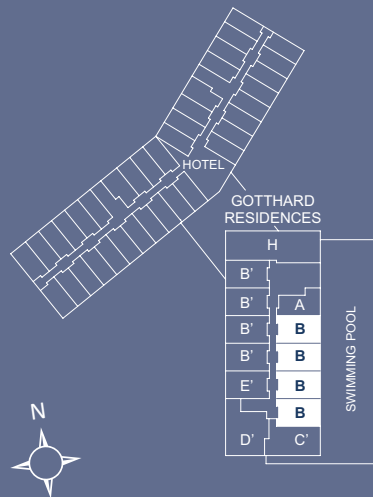 HOTEL
GOTTHARD
RESIDENCES
H
B'
B'
A
B'
B
B'
B
E'
B
B
D'
C'
SWIMMING POOL
N